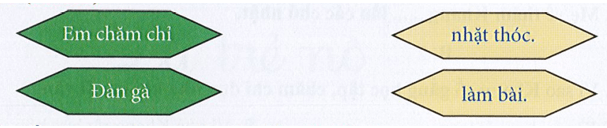 Em chăm chỉ
nhặt thóc.
Đàn gà
làm bài.